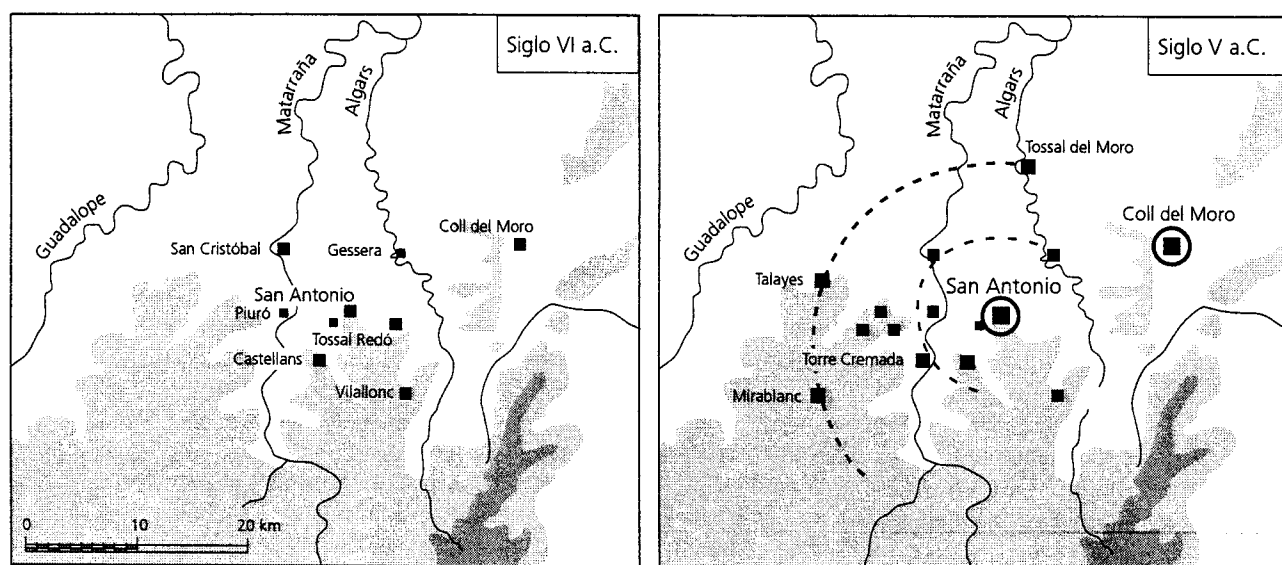 Siglo VI a.C.
Matarraña
Algars
Guadalope
Coll del Moro
San Cristóbal
Gessera
San Antonio
Piuró
Tossal Redó
Castellans
Vilallonc
0 10 20 km
Siglo V a.C.
Matarraña
Algars
Tossal del Moro
Guadalope
Coll del Moro
Talayes
San Antonio
Torre Cremada
Mirablanc